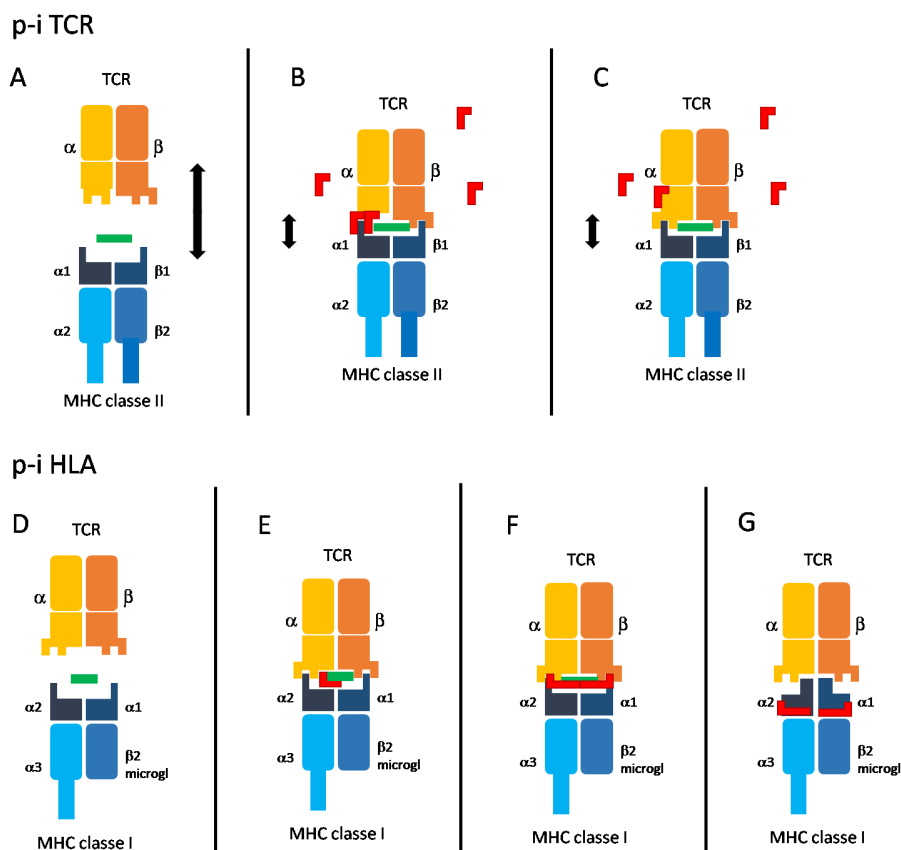 p-i TCR
A
TCR
α
β
α1
β1
α2
β2
MHC classe II
B
TCR
α
β
α1
β1
α2
β2
MHC classe II
C
TCR
α
β
α1
β1
α2
β2
MHC classe II
p-i HLA
D
TCR
α
β
α2
α1
α3
β2
microgl
MHC classe I
E
TCR
α
β
α2
α1
α3
β2
microgl
MHC classe I
F
TCR
α
β
α2
α1
α3
β2
microgl
MHC classe I
G
TCR
α
β
α2
α1
α3
β2
microgl
MHC classe I